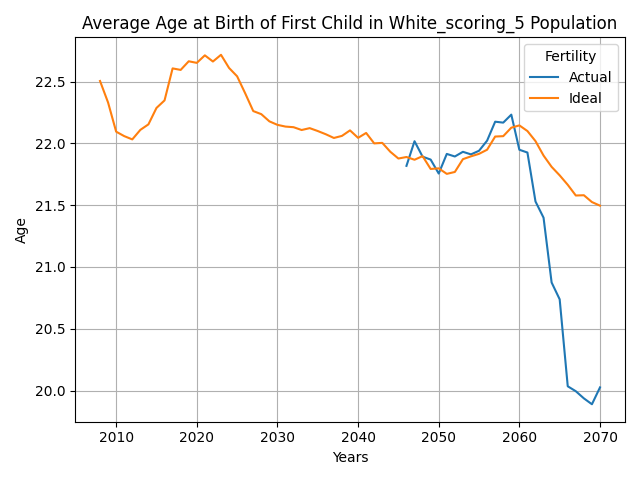 Average Age at Birth of First Child in White_scoring_5 Population
Fertility
Actual
Ideal
22.5
22.0
21.5
21.0
20.5
20.0
Age
2010 2020 2030 2040 2050 2060 2070
Years